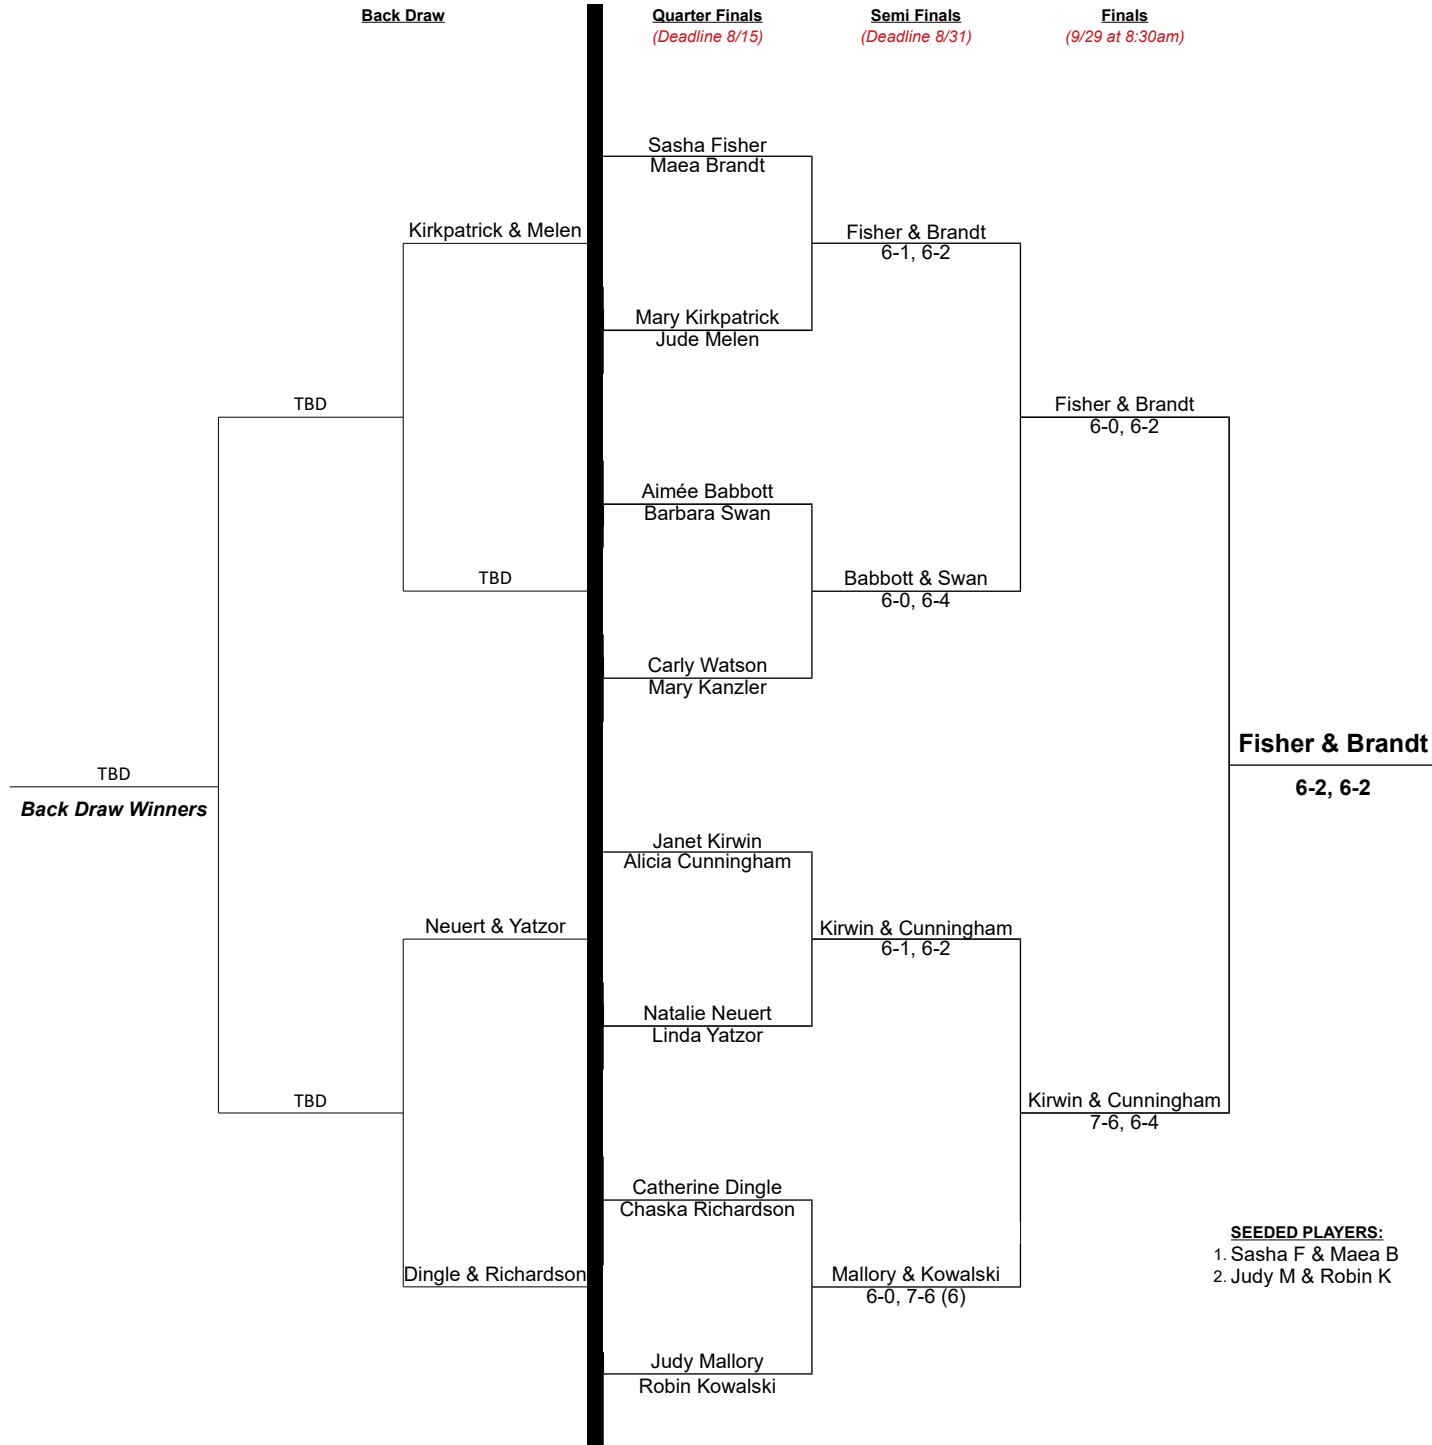 Back Draw
Quarter Finals
(Deadline 8/15)
Semi Finals
(Deadline 8/31)
Finals
(9/29 at 8:30am)
Kirkpatrick & Melen
TBD
TBD
TBD
Back Draw Winners
Neuert & Yatzor
TBD
Dingle & Richardson
Sasha Fisher
Maea Brandt
Mary Kirkpatrick
Jude Melen
Aimée Babbott
Barbara Swan
Carly Watson
Mary Kanzler
Janet Kirwin
Alicia Cunningham
Natalie Neuert
Linda Yatzor
Catherine Dingle
Chaska Richardson
Judy Mallory
Robin Kowalski
Fisher & Brandt
6-1, 6-2
Babbott & Swan
6-0, 6-4
Kirwin & Cunningham
6-1, 6-2
Mallory & Kowalski
6-0, 7-6 (6)
Fisher & Brandt
6-0, 6-2
Kirwin & Cunningham
7-6, 6-4
Fisher & Brandt
6-2, 6-2
SEEDED PLAYERS:
1. Sasha F & Maea B
2. Judy M & Robin K